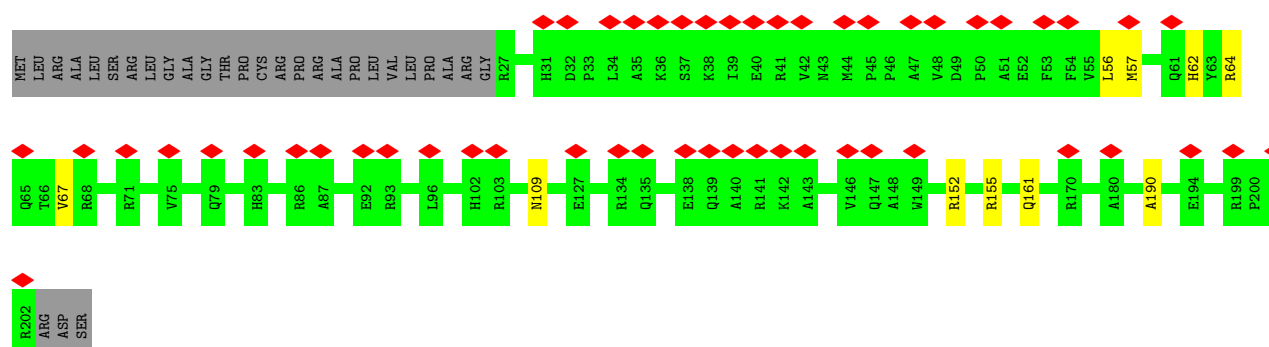 MET LEU ARG ALA LEU SER ARG LEU GLY ALA GLY THR PRO CYS ARG PRO ARG ALA PRO LEU VAL LEU PRO ALA ARG GLY R27 H31 D32 P33 L34 A35 K36 S37 K38 I39 E40 R41 V42 N43 M44 P45 P46 A47 V48 D49 P50 A51 E52 F53 F54 V55 L56 M57 Q61 H62 Y63 R64
Q65 T66 V67 R68 R71 V75 Q79 H83 R86 A87 E92 R93 L96 H102 R103 N109 E127 R134 Q135 E138 Q139 A140 R141 K142 A143 V146 Q147 A148 W149 R152 R155 Q161 R170 A180 A190 E194 R199 P200
R202 ARG ASP SER